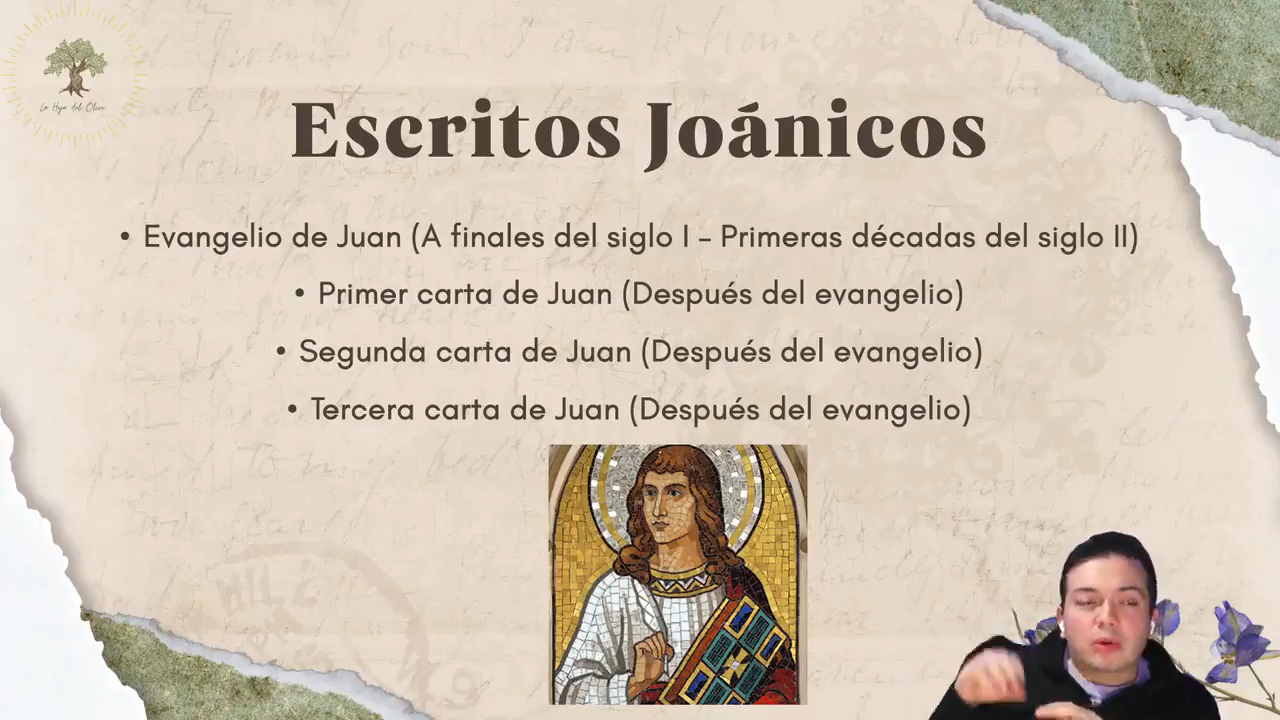 La Hoja del Olivo
Escritos Joánicos
• Evangelio de Juan (A finales del siglo I - Primeras décadas del siglo II)
• Primer carta de Juan (Después del evangelio)
• Segunda carta de Juan (Después del evangelio)
• Tercera carta de Juan (Después del evangelio)